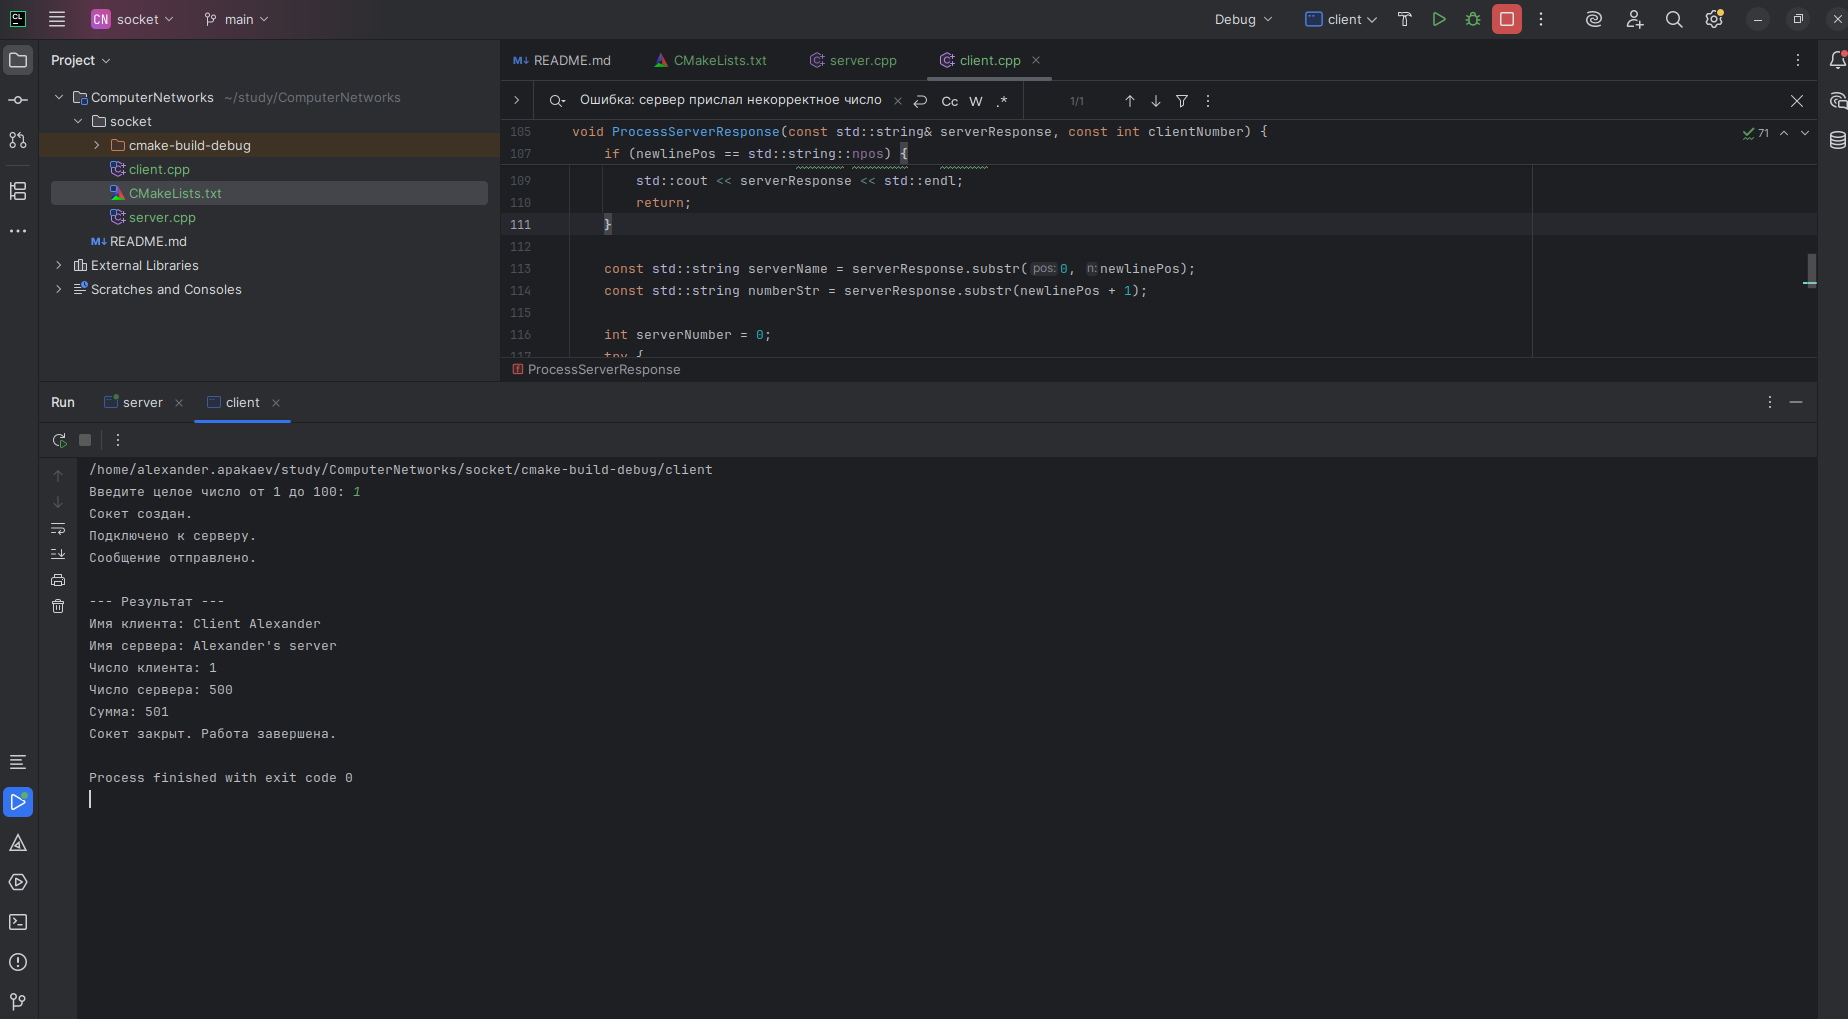 CL
CN socket
main
Debug
client
Project
README.md
CMakeLists.txt
server.cpp
client.cpp
ComputerNetworks ~/study/ComputerNetworks
socket
cmake-build-debug
client.cpp
CMakeLists.txt
server.cpp
M↓ README.md
External Libraries
Scratches and Consoles
Ошибка: сервер прислал некорректное число
Cc W .*
1/1
105 void ProcessServerResponse(const std::string& serverResponse, const int clientNumber) {
71
107 if (newlinePos == std::string::npos) {
109 std::cout << serverResponse << std::endl;
110 return;
111 }
112
113 const std::string serverName = serverResponse.substr( pos: 0, n: newlinePos);
114 const std::string numberStr = serverResponse.substr(newlinePos + 1);
115
116 int serverNumber = 0;
117 try {
ProcessServerResponse
Run
server
client
/home/alexander.apakaev/study/ComputerNetworks/socket/cmake-build-debug/client
Введите целое число от 1 до 100: 1
Сокет создан.
Подключено к серверу.
Сообщение отправлено.
--- Результат ---
Имя клиента: Client Alexander
Имя сервера: Alexander's server
Число клиента: 1
Число сервера: 500
Сумма: 501
Сокет закрыт. Работа завершена.
Process finished with exit code 0